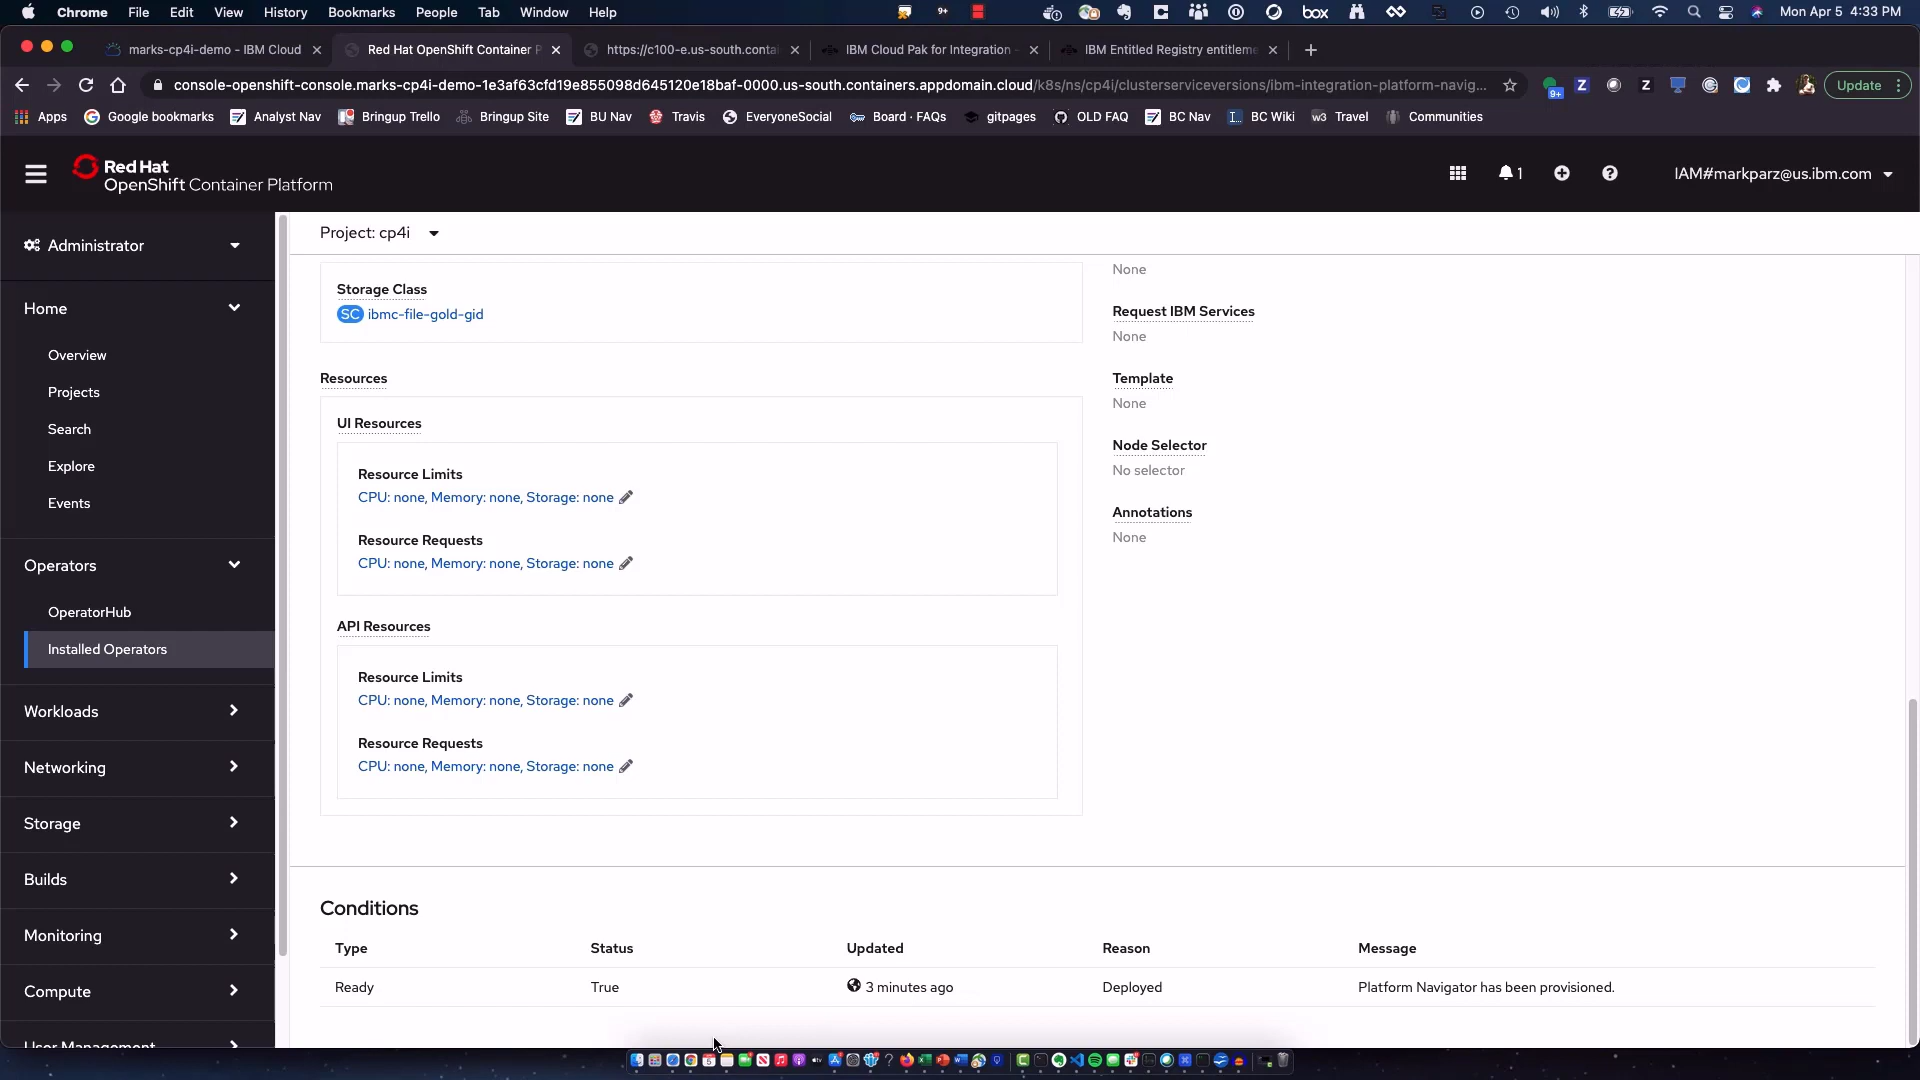 Chrome File Edit View History Bookmarks People Tab Window Help
9+ box Mon Apr 5 4:33 PM
marks-cp4i-demo - IBM Cloud
Red Hat OpenShift Container P
https://c100-e.us-south.contai
IBM Cloud Pak for Integration -
IBM Entitled Registry entitleme
console-openshift-console.marks-cp4i-demo-1e3af63cfd19e855098d645120e18baf-0000.us-south.containers.appdomain.cloud/k8s/ns/cp4i/clusterserviceversions/ibm-integration-platform-navig...
9+ Z Z Update
Apps Google bookmarks Analyst Nav Bringup Trello Bringup Site BU Nav Travis EveryoneSocial Board · FAQs gitpages OLD FAQ BC Nav BC Wiki w3 Travel Communities
Red Hat
OpenShift Container Platform
1
IAM#markparz@us.ibm.com
Administrator
Home
Overview
Projects
Search
Explore
Events
Operators
OperatorHub
Installed Operators
Workloads
Networking
Storage
Builds
Monitoring
Compute
User Management
Project: cp4i
Storage Class
SC ibmc-file-gold-gid
Resources
UI Resources
Resource Limits
CPU: none, Memory: none, Storage: none
Resource Requests
CPU: none, Memory: none, Storage: none
API Resources
Resource Limits
CPU: none, Memory: none, Storage: none
Resource Requests
CPU: none, Memory: none, Storage: none
None
Request IBM Services
None
Template
None
Node Selector
No selector
Annotations
None
Conditions
Type Status Updated Reason Message
Ready True 3 minutes ago Deployed Platform Navigator has been provisioned.